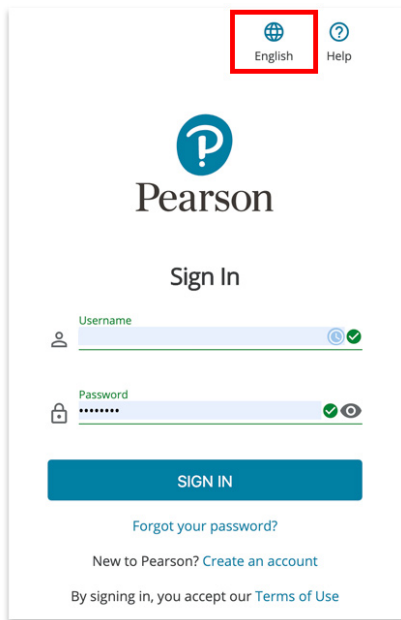 English Help
Pearson
Sign In
Username
Password
SIGN IN
Forgot your password?
New to Pearson? Create an account
By signing in, you accept our Terms of Use